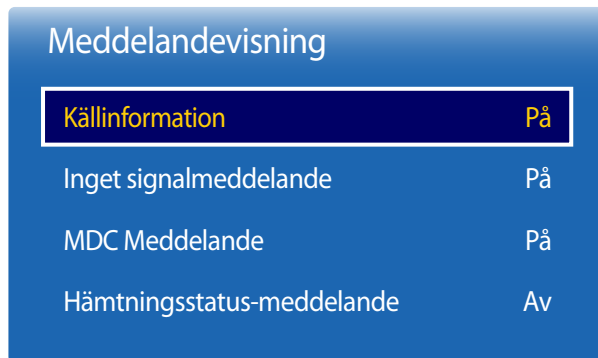 Meddelandevisning
Källinformation På
Inget signalmeddelande På
MDC Meddelande På
Hämtningsstatus-meddelande Av